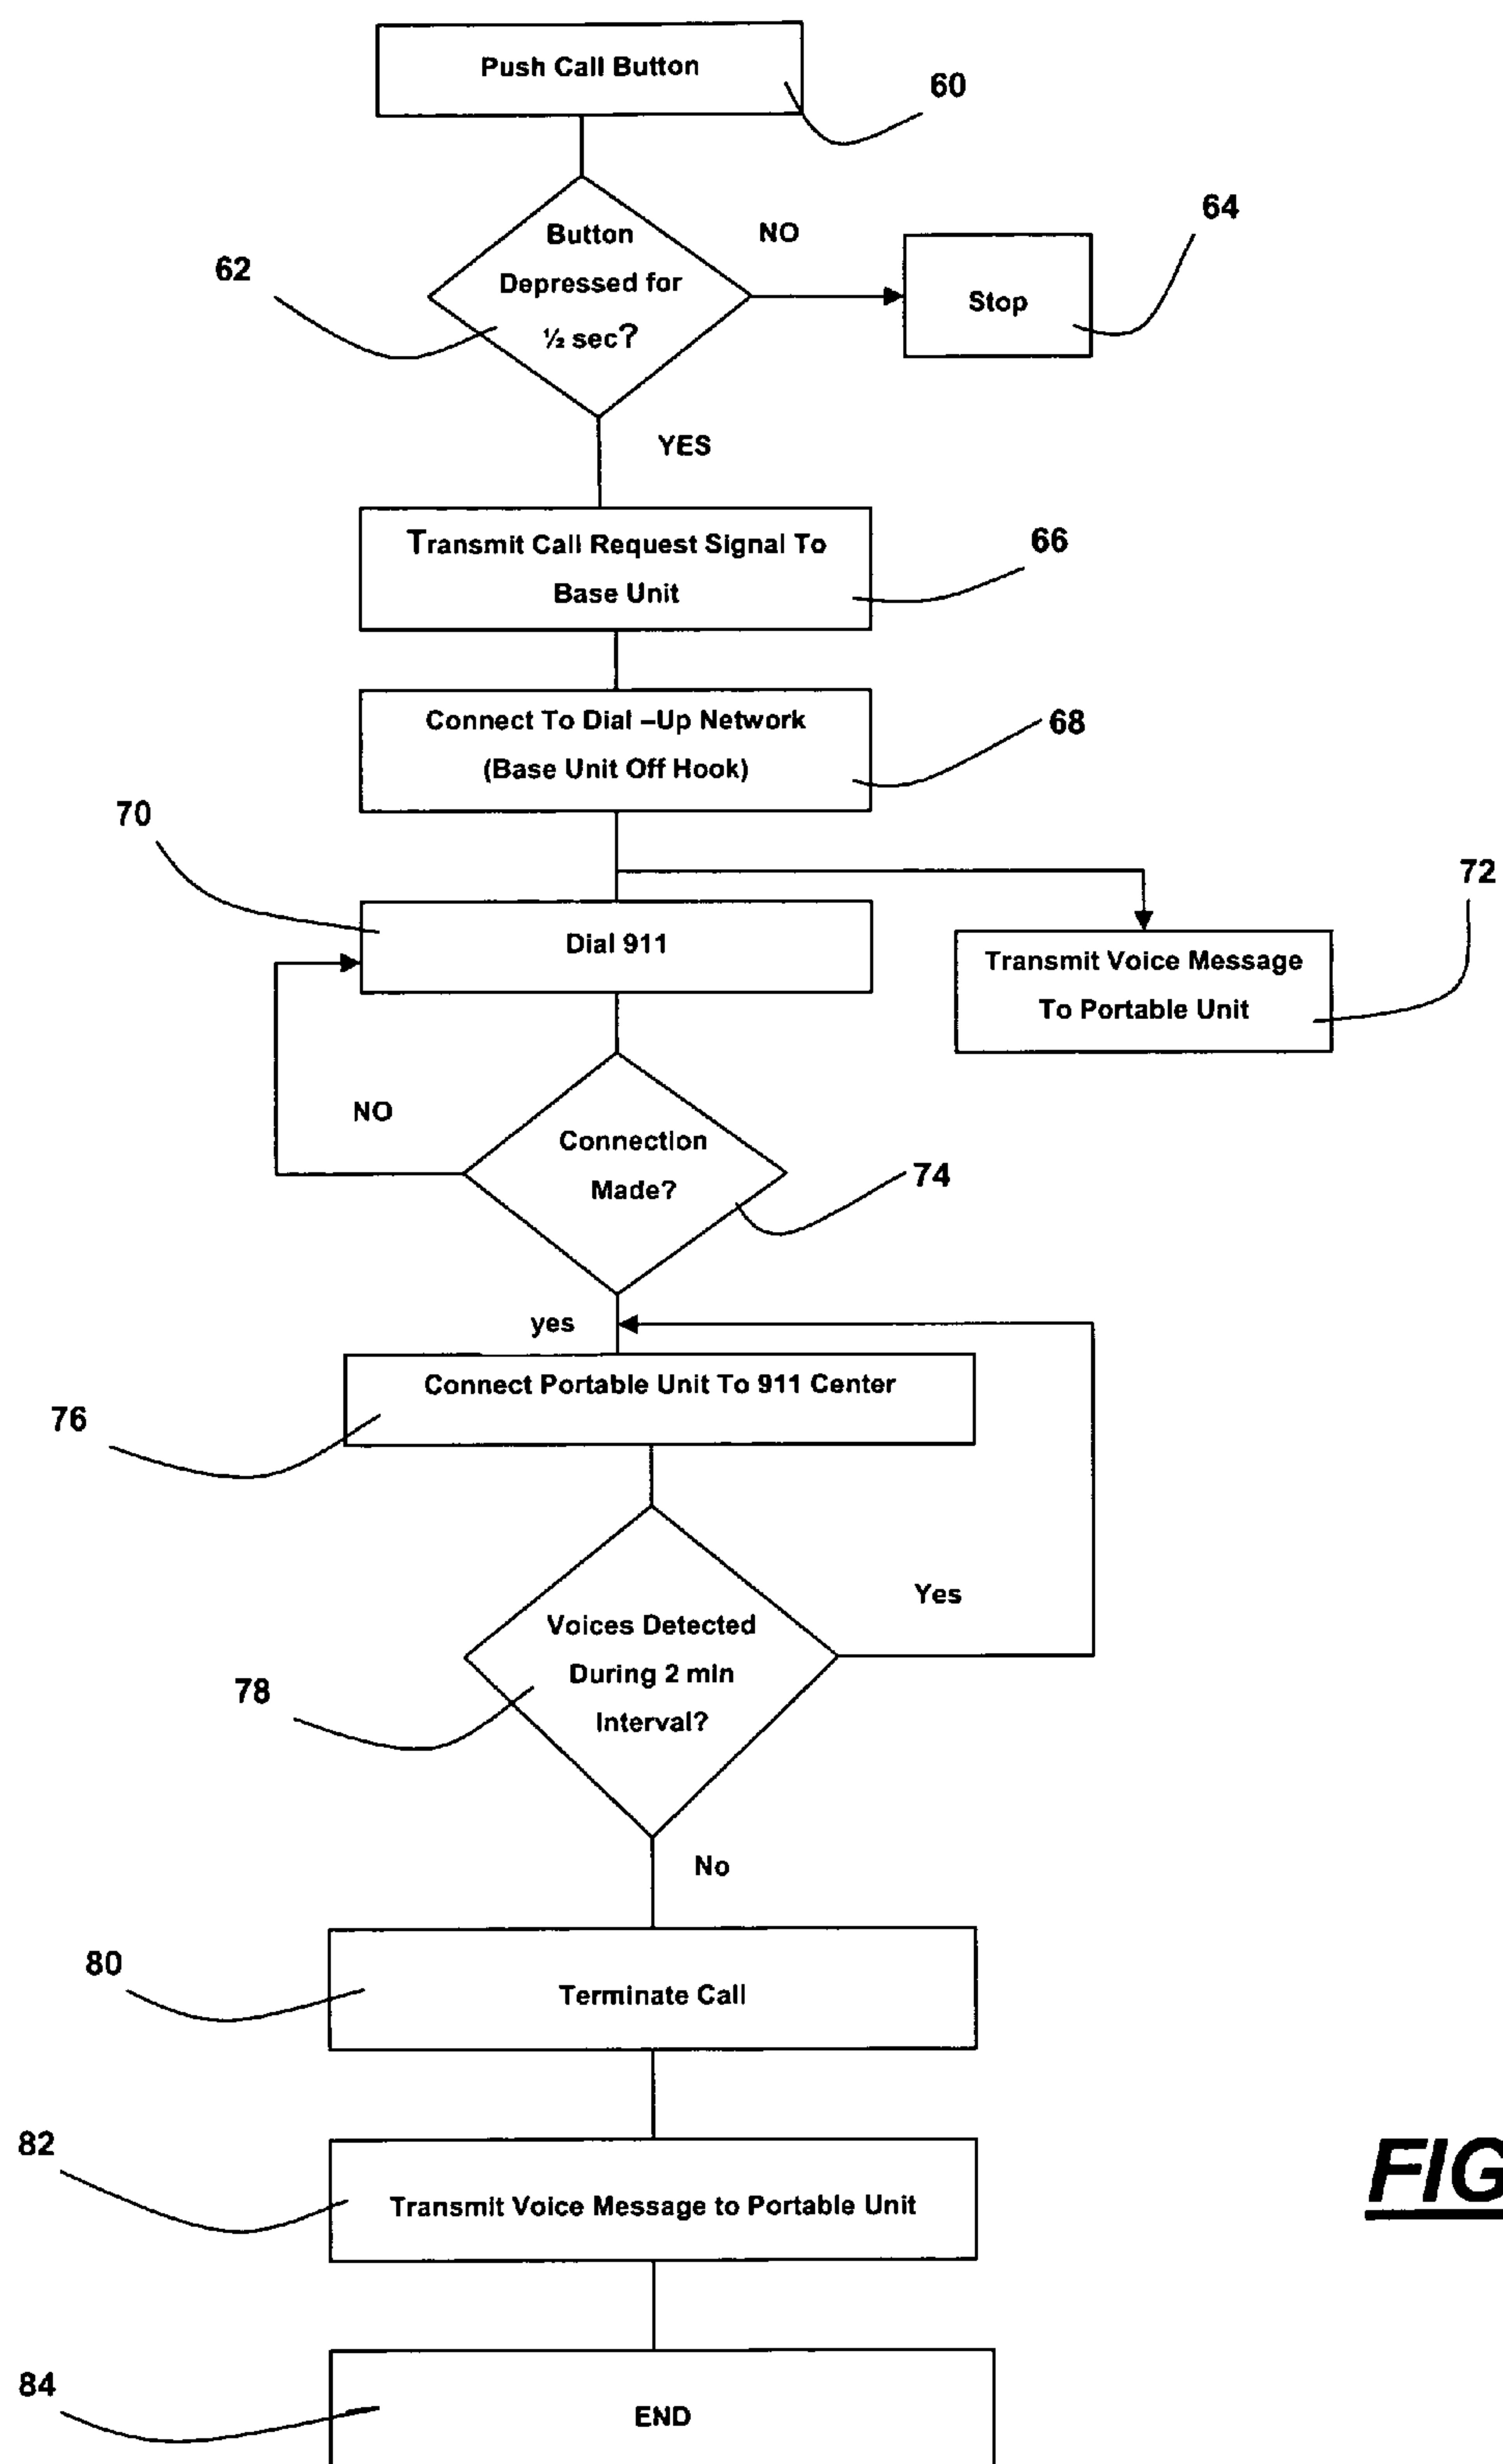 Push Call Button
60
Button
Depressed for
½ sec?
NO
62
64
Stop
YES
Transmit Call Request Signal To
Base Unit
66
Connect To Dial –Up Network
(Base Unit Off Hook)
68
70
Dial 911
72
Transmit Voice Message
To Portable Unit
NO
Connection
Made?
74
yes
Connect Portable Unit To 911 Center
76
Yes
Voices Detected
During 2 min
Interval?
78
No
80
Terminate Call
82
Transmit Voice Message to Portable Unit
FIG
84
END